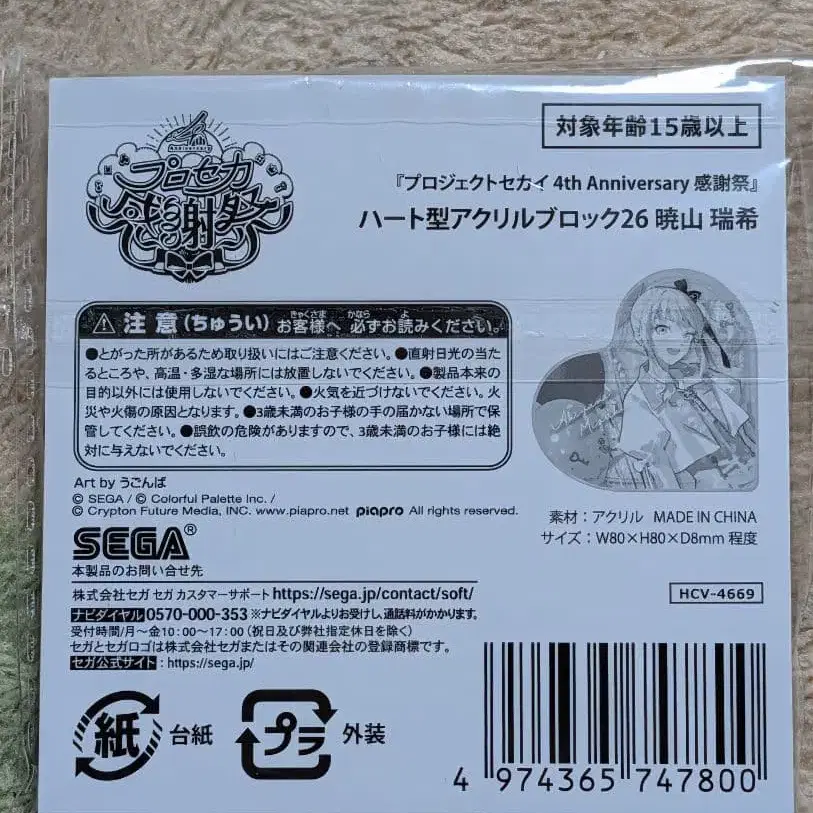 Anniversary
プロセカ
感謝祭
対象年齢15歳以上
『プロジェクトセカイ 4th Anniversary 感謝祭』
ハート型アクリルブロック26 暁山 瑞希
注意(ちゅうい) お客様へ 必ずお読みください。
きゃくさま かなら よ
●とがった所があるため取り扱いにはご注意ください。●直射日光の当
たるところや、高温・多湿な場所には放置しないでください。●製品本来の
目的以外には使用しないでください。●火気を近づけないでください。火
災や火傷の原因となります。●3歳未満のお子様の手の届かない場所で保
管してください。●誤飲の危険がありますので、3歳未満のお子様には絶
対に与えないでください。
Art by うごんば
© SEGA / © Colorful Palette Inc. /
© Crypton Future Media, INC. www.piapro.net piapro All rights reserved.
SEGA®
本製品のお問い合せ先
株式会社セガ セガ カスタマーサポート https://sega.jp/contact/soft/
ナビダイヤル 0570-000-353 ※ナビダイヤルよりお受けし、通話料がかかります。
受付時間/月～金10:00～17:00(祝日及び弊社指定休日を除く)
セガとセガロゴは株式会社セガまたはその関連会社の登録商標です。
セガ公式サイト : https://sega.jp/
素材：アクリル MADE IN CHINA
サイズ：W80×H80×D8mm 程度
HCV-4669
紙 台紙
プラ 外装
4 974365 747800